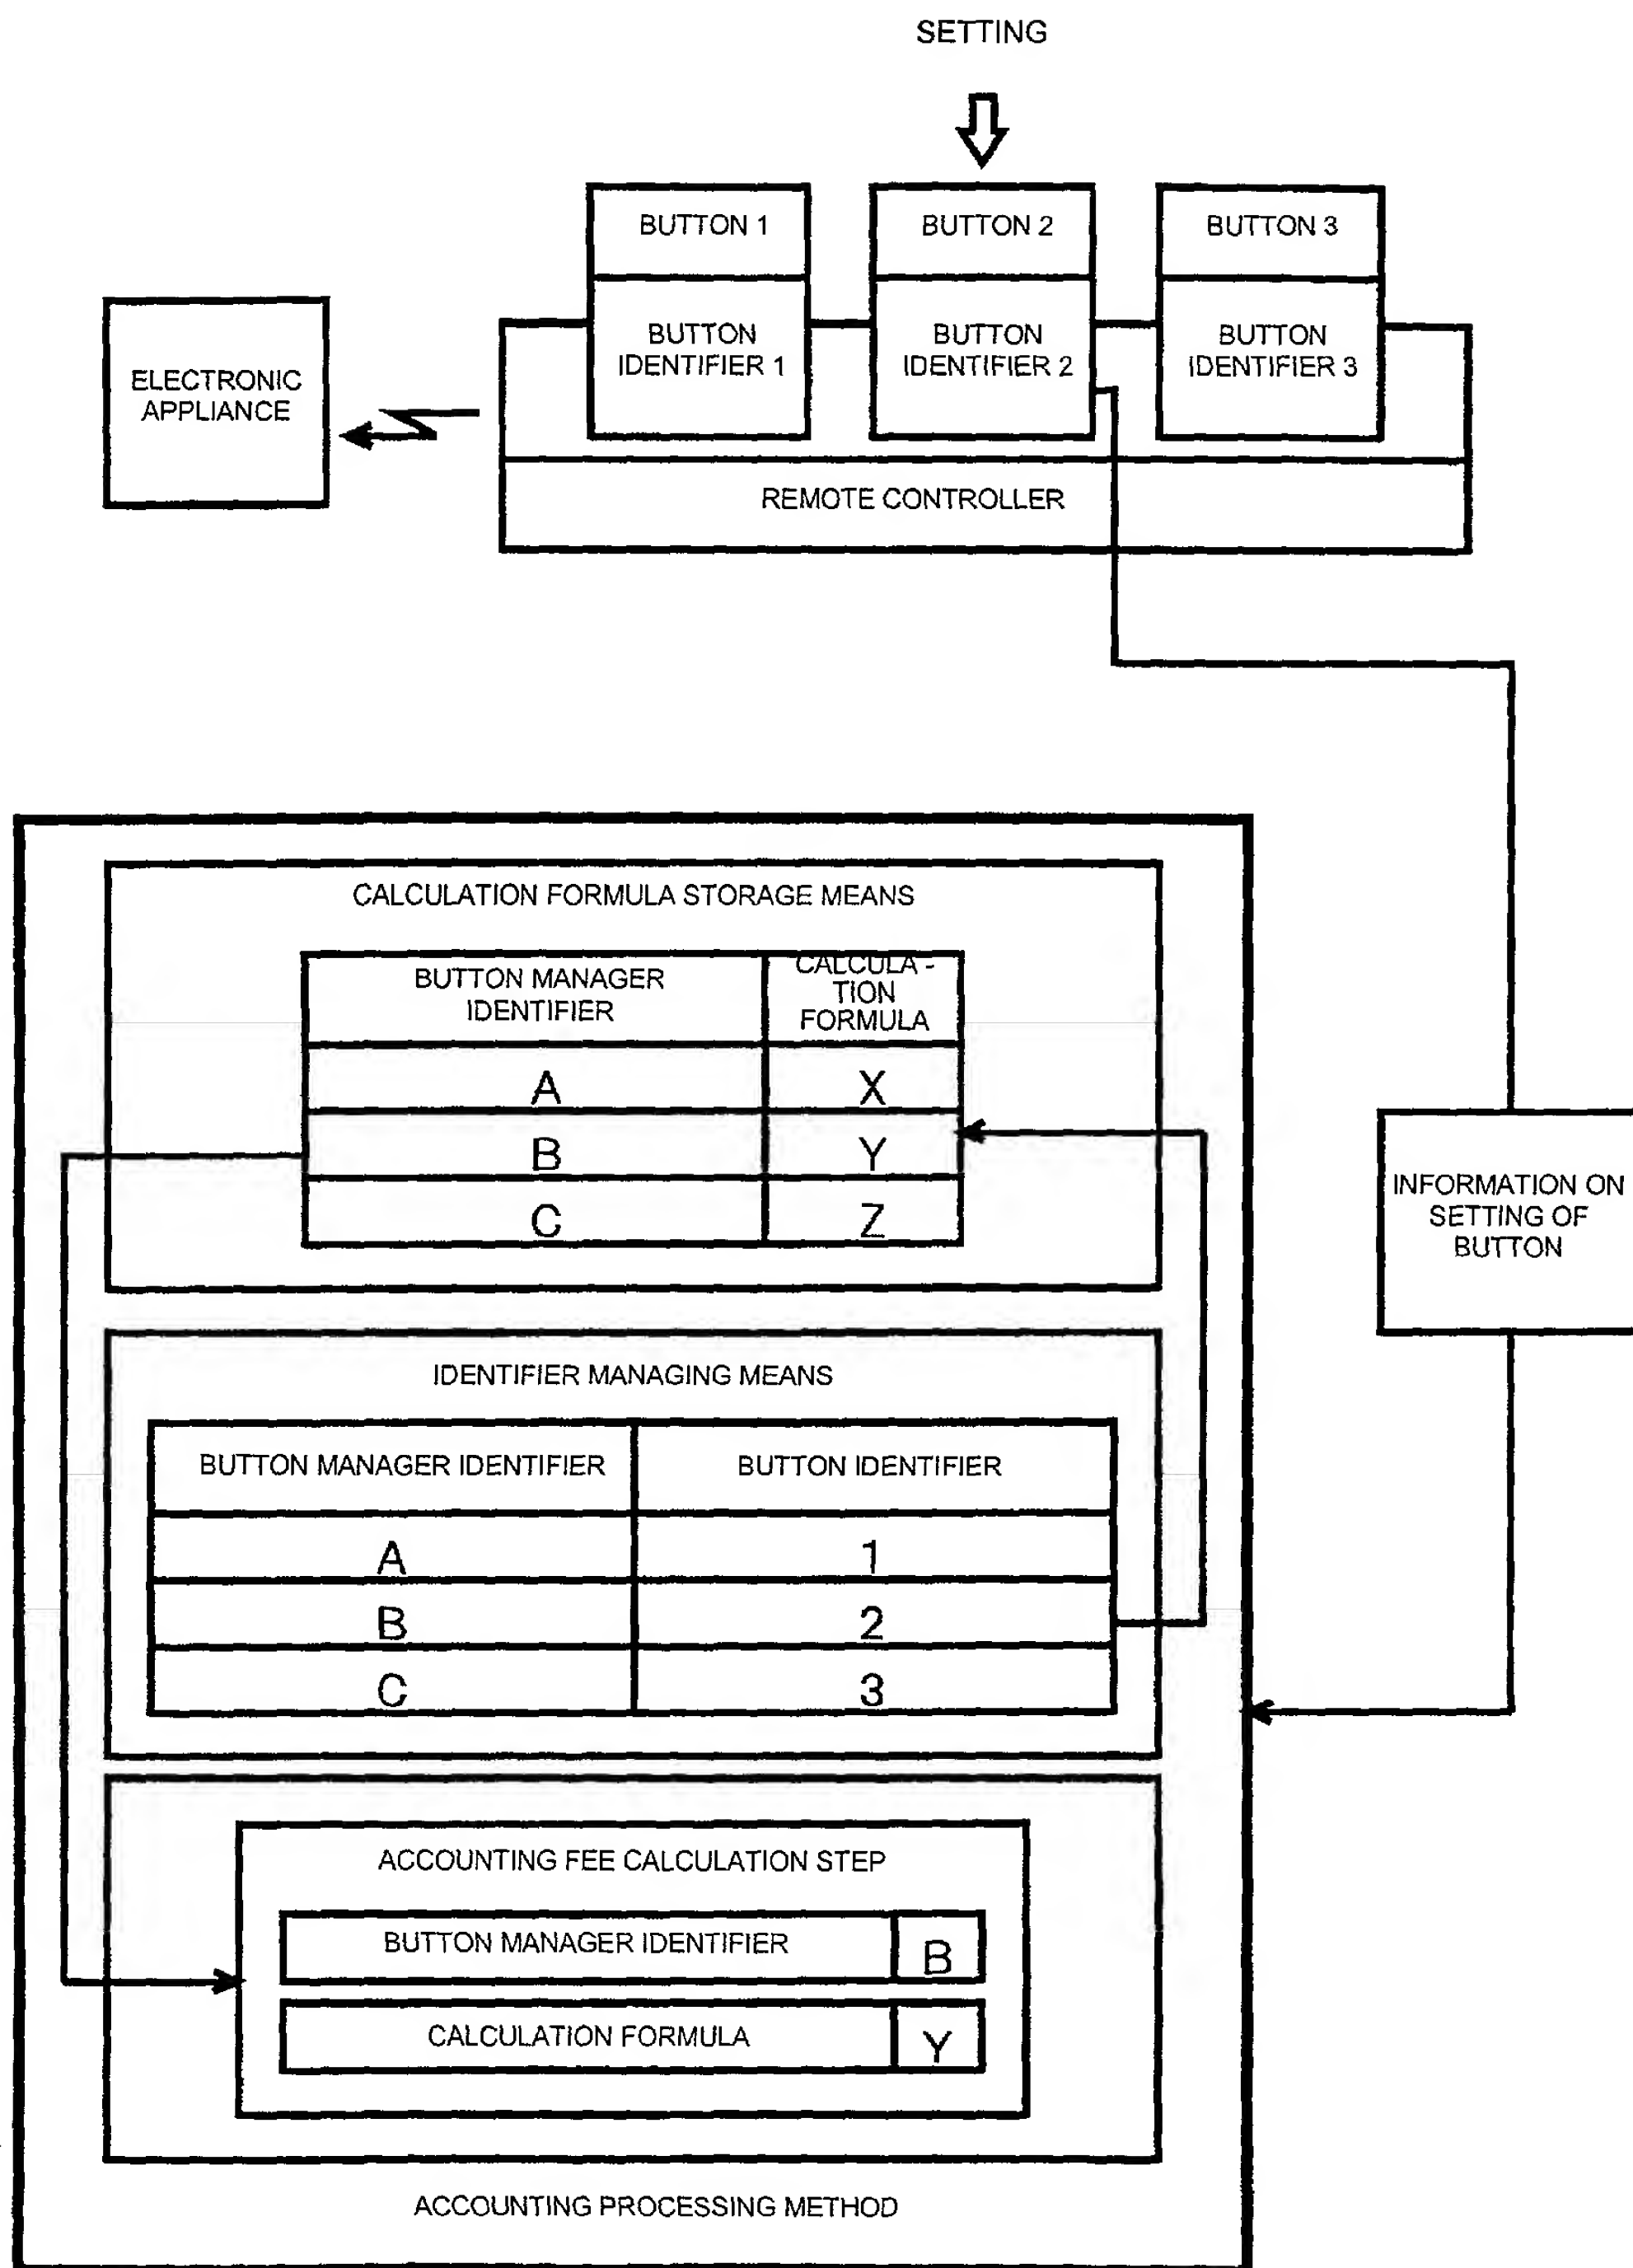 SETTING
BUTTON 1
BUTTON 2
BUTTON 3
BUTTON
IDENTIFIER 1
BUTTON
IDENTIFIER 2
BUTTON
IDENTIFIER 3
ELECTRONIC
APPLIANCE
REMOTE CONTROLLER
CALCULATION FORMULA STORAGE MEANS
BUTTON MANAGER
IDENTIFIER
CALCULA -
TION
FORMULA
A
X
B
Y
C
Z
INFORMATION ON
SETTING OF
BUTTON
IDENTIFIER MANAGING MEANS
BUTTON MANAGER IDENTIFIER
BUTTON IDENTIFIER
A
1
B
2
C
3
ACCOUNTING FEE CALCULATION STEP
BUTTON MANAGER IDENTIFIER
B
CALCULATION FORMULA
Y
ACCOUNTING PROCESSING METHOD